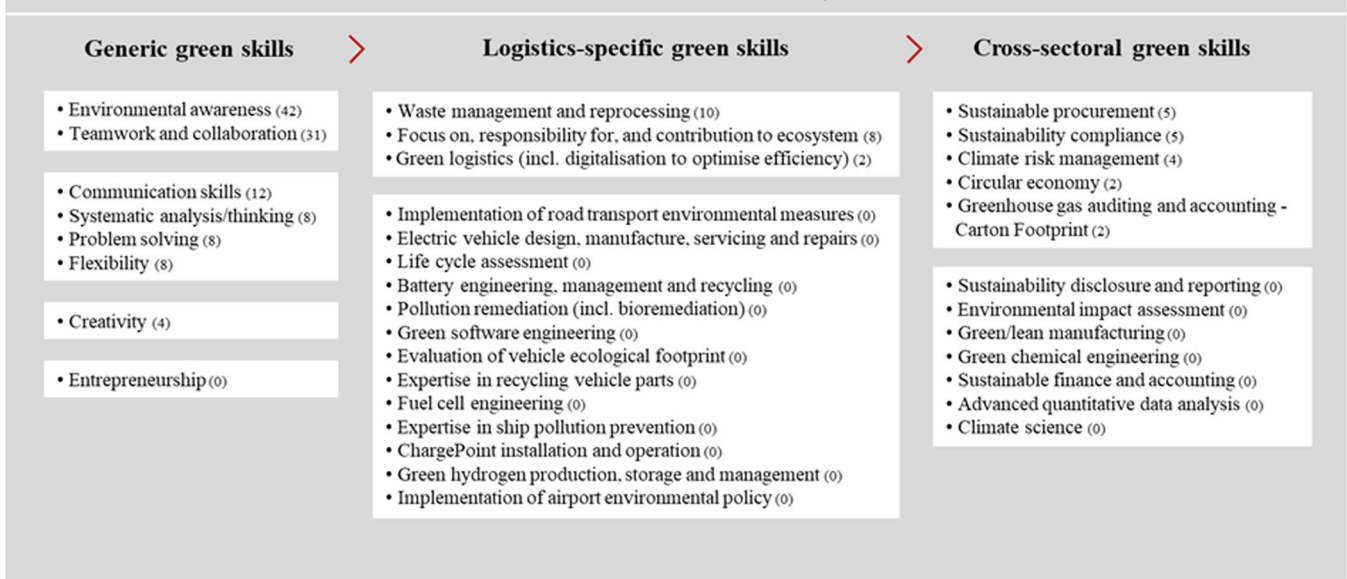 Generic green skills
• Environmental awareness (42)
• Teamwork and collaboration (31)
• Communication skills (12)
• Systematic analysis/thinking (8)
• Problem solving (8)
• Flexibility (8)
• Creativity (4)
• Entrepreneurship (0)
Logistics-specific green skills
• Waste management and reprocessing (10)
• Focus on, responsibility for, and contribution to ecosystem (8)
• Green logistics (incl. digitalisation to optimise efficiency) (2)
• Implementation of road transport environmental measures (0)
• Electric vehicle design, manufacture, servicing and repairs (0)
• Life cycle assessment (0)
• Battery engineering, management and recycling (0)
• Pollution remediation (incl. bioremediation) (0)
• Green software engineering (0)
• Evaluation of vehicle ecological footprint (0)
• Expertise in recycling vehicle parts (0)
• Fuel cell engineering (0)
• Expertise in ship pollution prevention (0)
• ChargePoint installation and operation (0)
• Green hydrogen production, storage and management (0)
• Implementation of airport environmental policy (0)
Cross-sectoral green skills
• Sustainable procurement (5)
• Sustainability compliance (5)
• Climate risk management (4)
• Circular economy (2)
• Greenhouse gas auditing and accounting -
Carton Footprint (2)
• Sustainability disclosure and reporting (0)
• Environmental impact assessment (0)
• Green/lean manufacturing (0)
• Green chemical engineering (0)
• Sustainable finance and accounting (0)
• Advanced quantitative data analysis (0)
• Climate science (0)